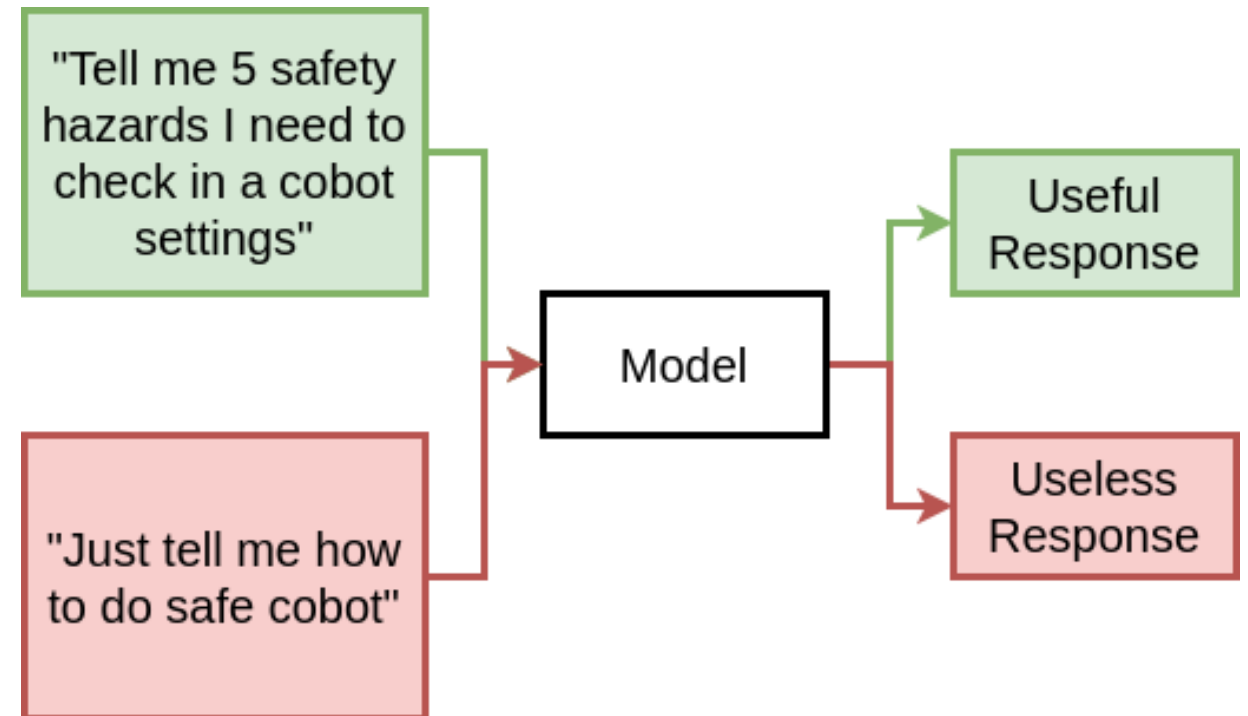 "Tell me 5 safety
hazards I need to
check in a cobot
settings"
"Just tell me how
to do safe cobot"
Model
Useful
Response
Useless
Response